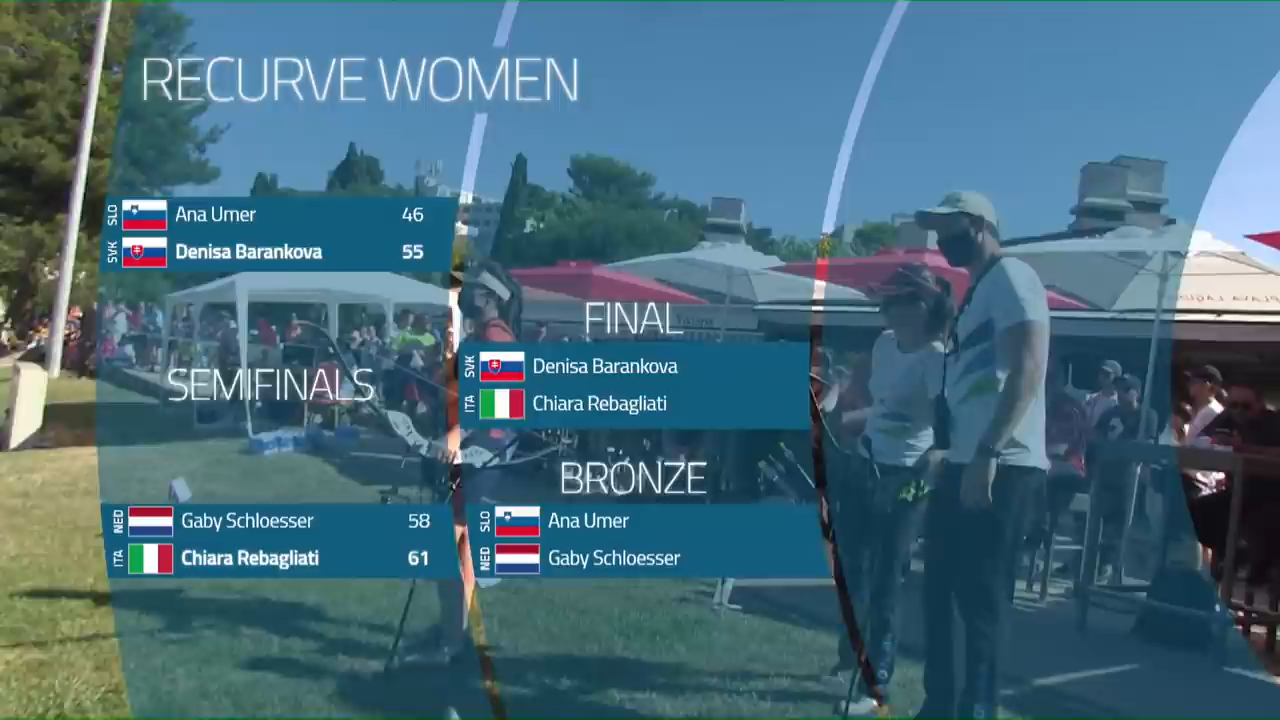 RECURVE WOMEN
SLO Ana Umer 46
SVK Denisa Barankova 55
SEMIFINALS
NED Gaby Schloesser 58
ITA Chiara Rebagliati 61
FINAL
SVK Denisa Barankova
ITA Chiara Rebagliati
BRONZE
SLO Ana Umer
NED Gaby Schloesser